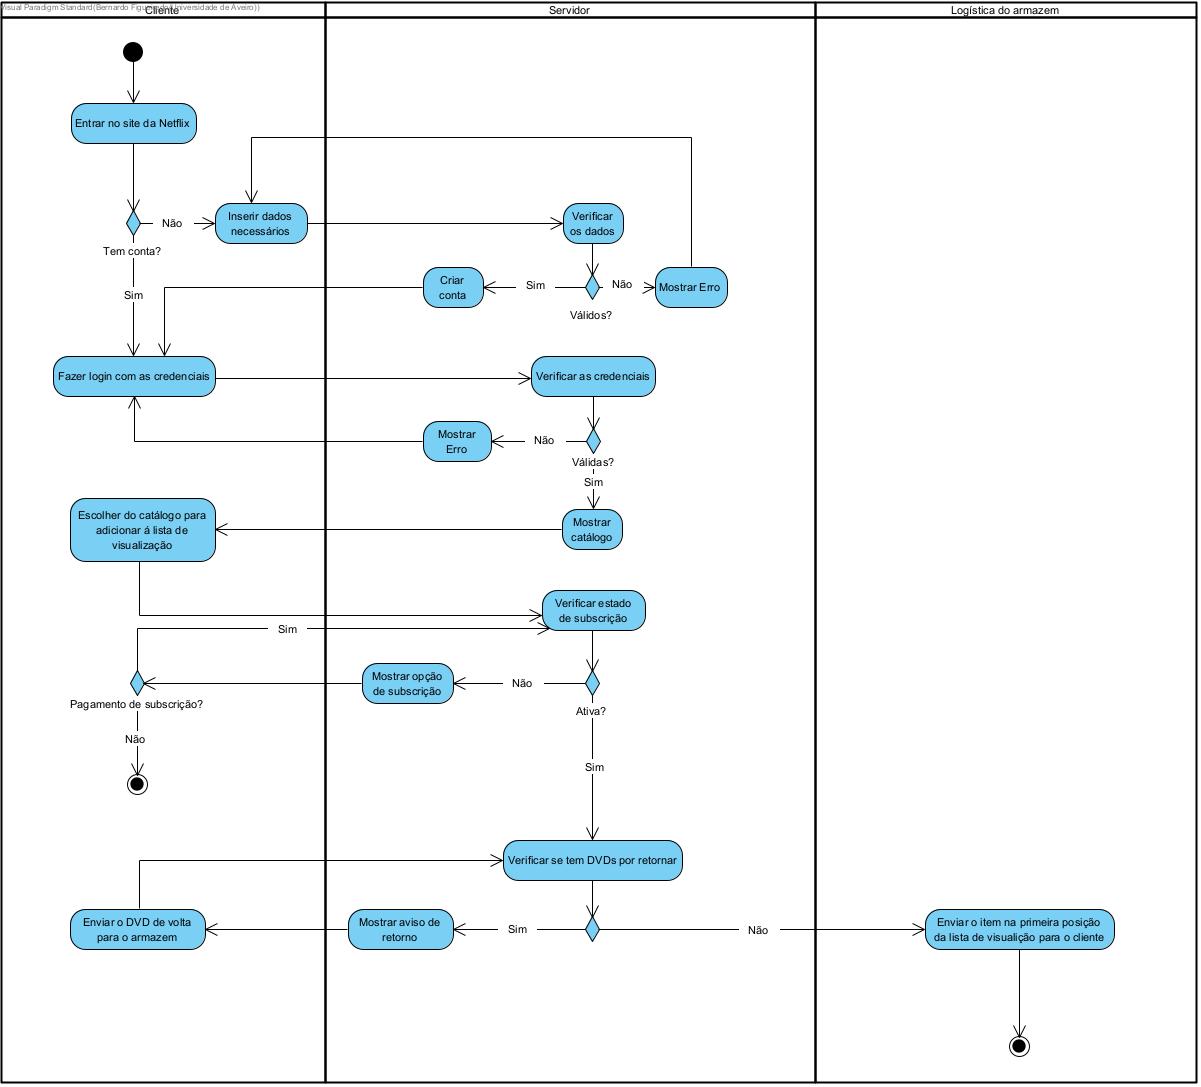 Visual Paradigm Standard(Bernardo Figueiredo(Universidade de Aveiro))
Cliente
Servidor
Logística do armazem
Entrar no site da Netflix
Não
Inserir dados
necessários
Verificar
os dados
Tem conta?
Sim
Criar
conta
Sim
Não
Mostrar Erro
Válidos?
Fazer login com as credenciais
Verificar as credenciais
Mostrar
Erro
Não
Válidas?
Sim
Escolher do catálogo para
adicionar á lista de
visualização
Mostrar
catálogo
Verificar estado
de subscrição
Sim
Mostrar opção
de subscrição
Não
Pagamento de subscrição?
Ativa?
Não
Sim
Verificar se tem DVDs por retornar
Enviar o DVD de volta
para o armazem
Mostrar aviso de
retorno
Sim
Não
Enviar o item na primeira posição
da lista de visualição para o cliente